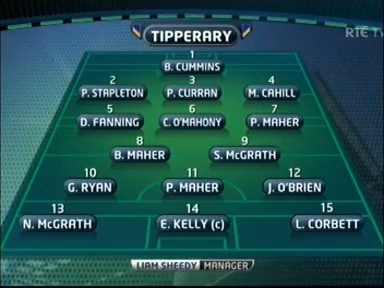 TIPPERARY
RTÉ TV
1
B. CUMMINS
2 3 4
P. STAPLETON P. CURRAN M. CAHILL
5 6 7
D. FANNING C. O'MAHONY P. MAHER
8 9
B. MAHER S. McGRATH
10 11 12
G. RYAN P. MAHER J. O'BRIEN
13 14 15
N. McGRATH E. KELLY (c) L. CORBETT
LIAM SHEEDY MANAGER